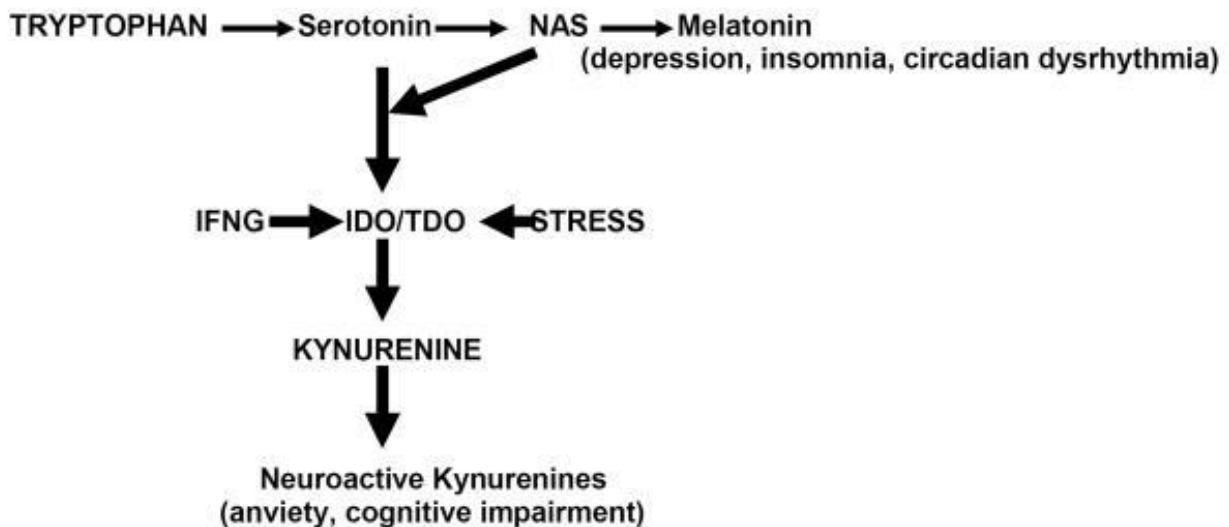 TRYPTOPHAN Serotonin NAS Melatonin
(depression, insomnia, circadian dysrhythmia)
IFNG IDO/TDO STRESS
KYNURENINE
Neuroactive Kynurenines
(anviety, cognitive impairment)